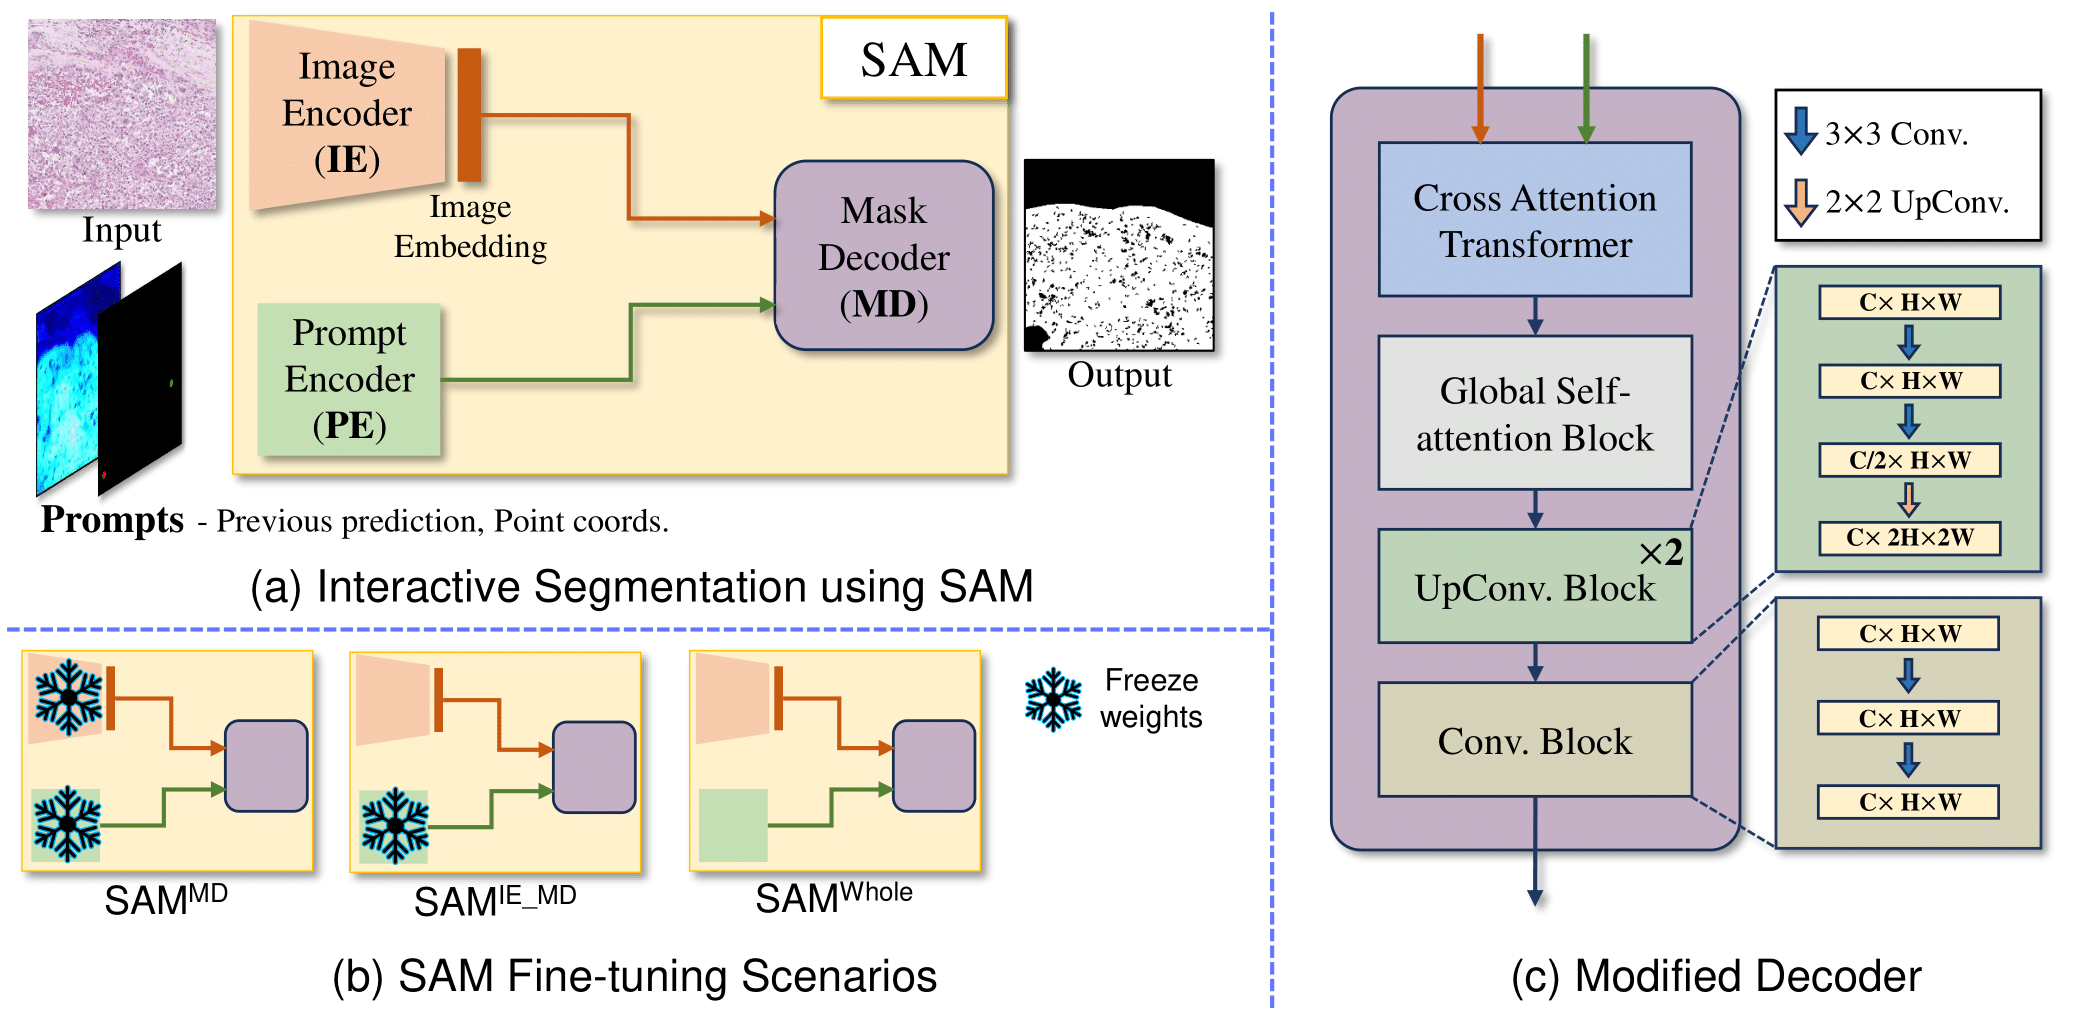 Image
Encoder
(IE)
SAM
Image
Embedding
Input
Mask
Decoder
(MD)
Prompt
Encoder
(PE)
Output
Prompts - Previous prediction, Point coords.
(a) Interactive Segmentation using SAM
Freeze
weights
SAM^MD
SAM^IE_MD
SAM^Whole
(b) SAM Fine-tuning Scenarios
Cross Attention
Transformer
Global Self-
attention Block
×2
UpConv. Block
Conv. Block
3×3 Conv.
2×2 UpConv.
C× H×W
C× H×W
C/2× H×W
C× 2H×2W
C× H×W
C× H×W
C× H×W
(c) Modified Decoder